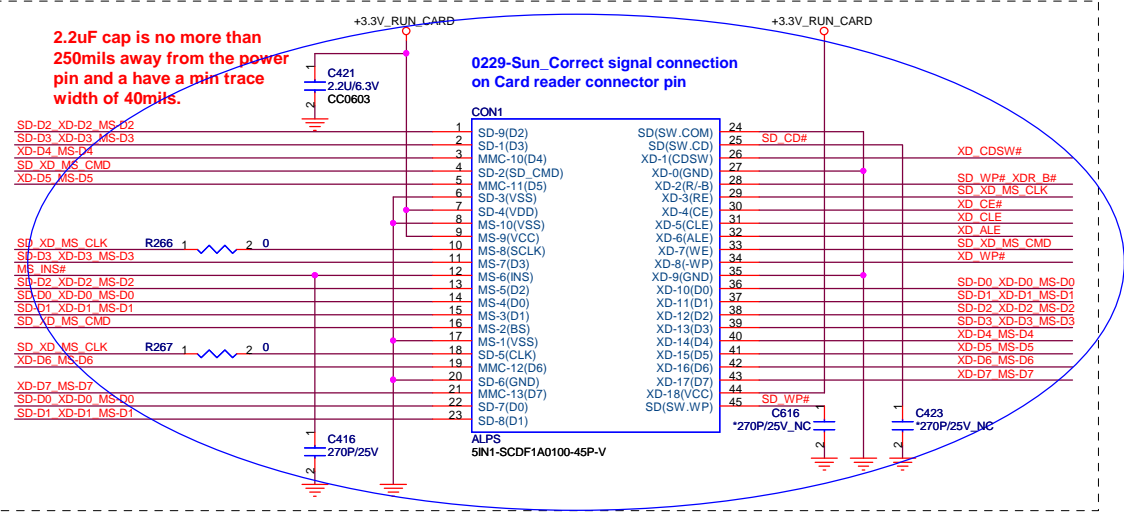 +3.3V_RUN_CARD
+3.3V_RUN_CARD
2.2uF cap is no more than
250mils away from the power
pin and a have a min trace
width of 40mils.
1
C421
2.2U/6.3V
CC0603
2
0229-Sun_Correct signal connection
on Card reader connector pin
CON1
SD-D2_XD-D2_MS-D2 1 SD-9(D2)
SD-D3_XD-D3_MS-D3 2 SD-1(D3)
XD-D4_MS-D4 3 MMC-10(D4)
SD_XD_MS_CMD 4 SD-2(SD_CMD)
XD-D5_MS-D5 5 MMC-11(D5)
6 SD-3(VSS)
7 SD-4(VDD)
8 MS-10(VSS)
9 MS-9(VCC)
SD_XD_MS_CLK R266 1 2 0 10 MS-8(SCLK)
SD-D3_XD-D3_MS-D3 11 MS-7(D3)
MS_INS# 12 MS-6(INS)
SD-D2_XD-D2_MS-D2 13 MS-5(D2)
SD-D0_XD-D0_MS-D0 14 MS-4(D0)
SD-D1_XD-D1_MS-D1 15 MS-3(D1)
SD_XD_MS_CMD 16 MS-2(BS)
17 MS-1(VSS)
SD_XD_MS_CLK R267 1 2 0 18 SD-5(CLK)
XD-D6_MS-D6 19 MMC-12(D6)
20 SD-6(GND)
XD-D7_MS-D7 21 MMC-13(D7)
SD-D0_XD-D0_MS-D0 22 SD-7(D0)
SD-D1_XD-D1_MS-D1 23 SD-8(D1)
SD(SW.COM) 24
SD(SW.CD) 25 SD_CD#
XD-1(CDSW) 26 XD_CDSW#
XD-0(GND) 27
XD-2(R/-B) 28 SD_WP#_XDR_B#
XD-3(RE) 29 SD_XD_MS_CLK
XD-4(CE) 30 XD_CE#
XD-5(CLE) 31 XD_CLE
XD-6(ALE) 32 XD_ALE
XD-7(WE) 33 SD_XD_MS_CMD
XD-8(-WP) 34 XD_WP#
XD-9(GND) 35
XD-10(D0) 36 SD-D0_XD-D0_MS-D0
XD-11(D1) 37 SD-D1_XD-D1_MS-D1
XD-12(D2) 38 SD-D2_XD-D2_MS-D2
XD-13(D3) 39 SD-D3_XD-D3_MS-D3
XD-14(D4) 40 XD-D4_MS-D4
XD-15(D5) 41 XD-D5_MS-D5
XD-16(D6) 42 XD-D6_MS-D6
XD-17(D7) 43 XD-D7_MS-D7
XD-18(VCC) 44
SD(SW.WP) 45 SD_WP#
ALPS
5IN1-SCDF1A0100-45P-V
1
C416
270P/25V
2
1
C616
*270P/25V_NC
2
1
C423
*270P/25V_NC
2